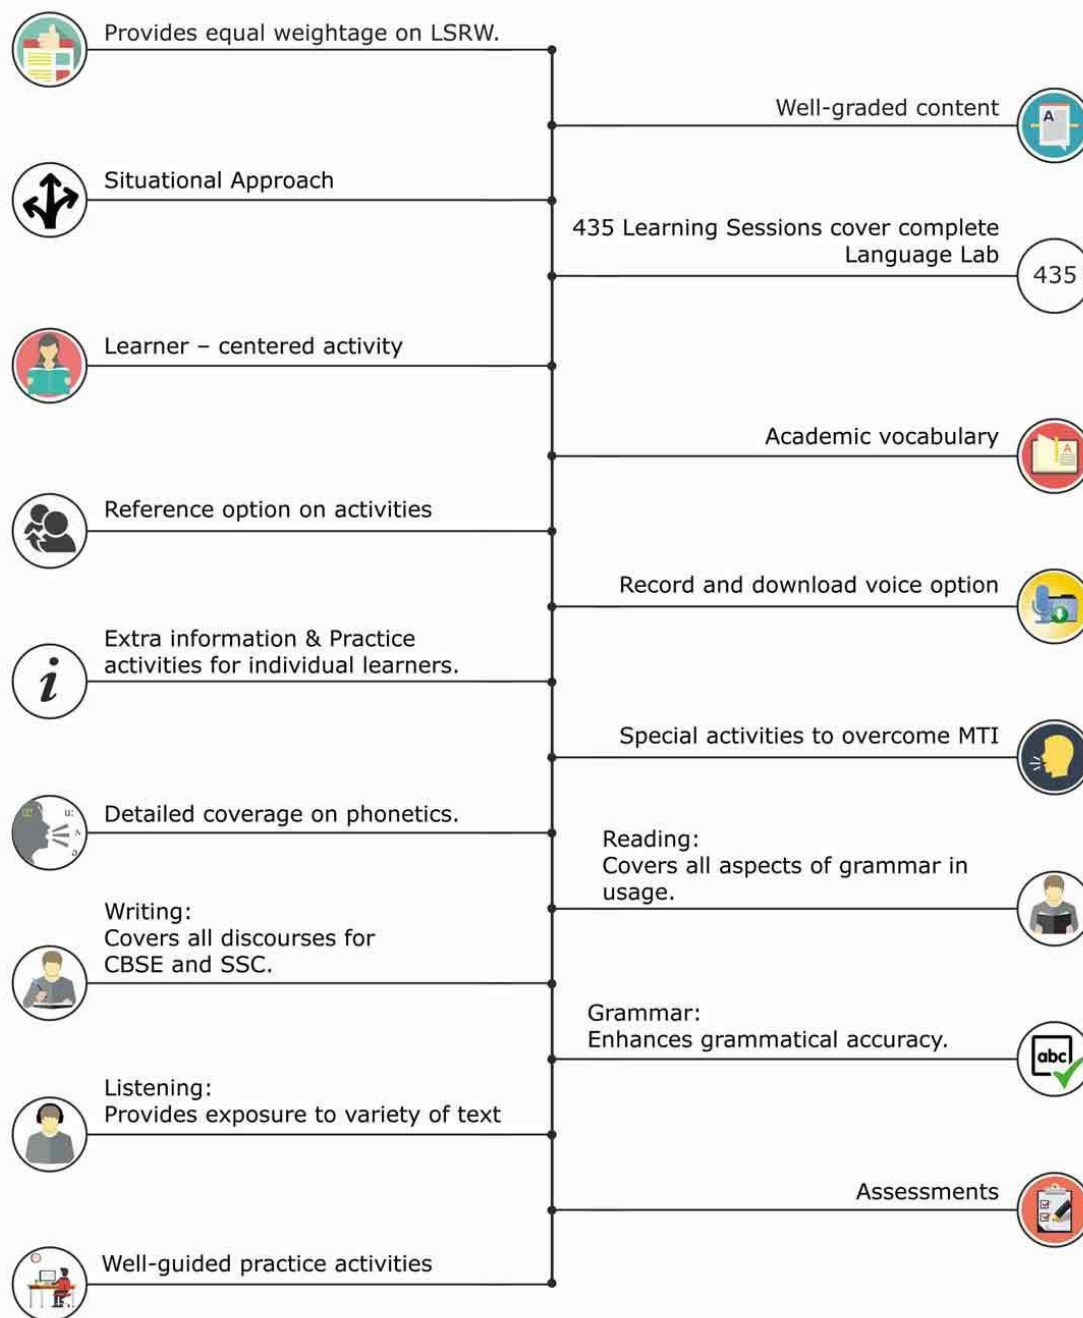 Provides equal weightage on LSRW.
Well-graded content
Situational Approach
435 Learning Sessions cover complete
Language Lab
435
Learner – centered activity
Academic vocabulary
Reference option on activities
Record and download voice option
Extra information & Practice
activities for individual learners.
Special activities to overcome MTI
Detailed coverage on phonetics.
Reading:
Covers all aspects of grammar in
usage.
Writing:
Covers all discourses for
CBSE and SSC.
Grammar:
Enhances grammatical accuracy.
abc
Listening:
Provides exposure to variety of text
Assessments
Well-guided practice activities